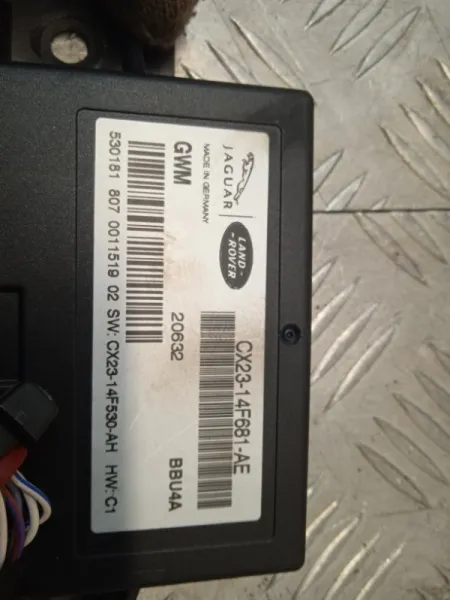 JAGUAR
LAND-
-ROVER
MADE IN GERMANY
GWM
CX23-14F681-AE
20632
BBU4A
530181 807 0011519 02 SW: CX23-14F530-AH HW: C1